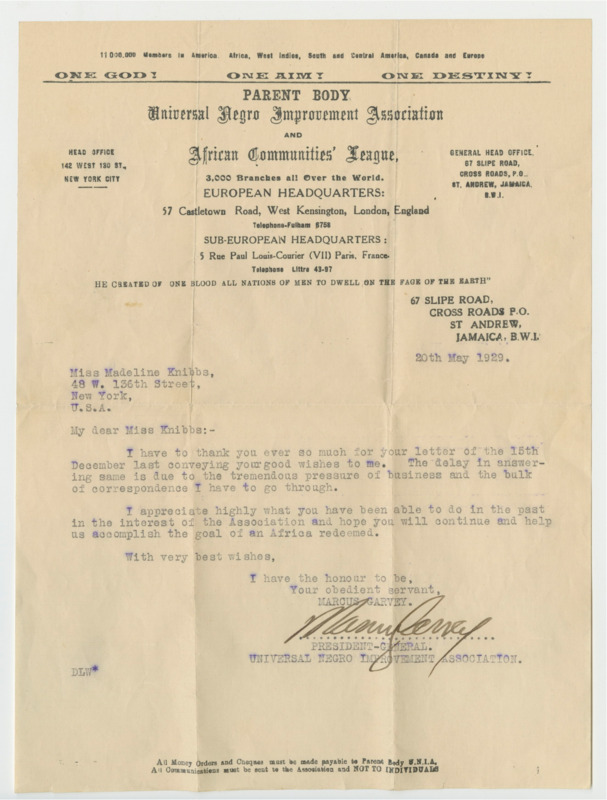 11 000,000 Members in America, Africa, West Indies, South and Central America, Canada and Europe
ONE GOD! ONE AIM! ONE DESTINY!
PARENT BODY
Universal Negro Improvement Association
AND
African Communities' League,
HEAD OFFICE
142 WEST 130 ST.,
NEW YORK CITY
3,000 Branches all Over the World.
EUROPEAN HEADQUARTERS:
57 Castletown Road, West Kensington, London, England
Telephone-Fulham 6756
SUB-EUROPEAN HEADQUARTERS :
5 Rue Paul Louis-Courier (VII) Paris, France.
Telephone Littre 43-97
GENERAL HEAD OFFICE,
67 SLIPE ROAD,
CROSS ROADS, P.O.,
ST. ANDREW, JAMAICA,
B.W.I.
HE CREATED OF ONE BLOOD ALL NATIONS OF MEN TO DWELL ON THE FACE OF THE EARTH"
67 SLIPE ROAD,
CROSS ROADS P.O.
ST ANDREW,
JAMAICA, B.W.I.
20th May 1929.
Miss Madeline Knibbs,
48 W. 136th Street,
New York,
U.S.A.
My dear Miss Knibbs:-
I have to thank you ever so much for your letter of the 15th
December last conveying yourgood wishes to me. The delay in answer-
ing same is due to the tremendous pressure of business and the bulk
of correspondence I have to go through.
I appreciate highly what you have been able to do in the past
in the interest of the Association and hope you will continue and help
us accomplish the goal of an Africa redeemed.
With very best wishes,
I have the honour to be,
Your obedient servant,
MARCUS GARVEY.
Marcus Garvey
PRESIDENT-GENERAL.
UNIVERSAL NEGRO IMPROVEMENT ASSOCIATION.
DLW*
All Money Orders and Cheques must be made payable to Parent Body U.N.I.A.
All Communications must be sent to the Association and NOT TO INDIVIDUALS